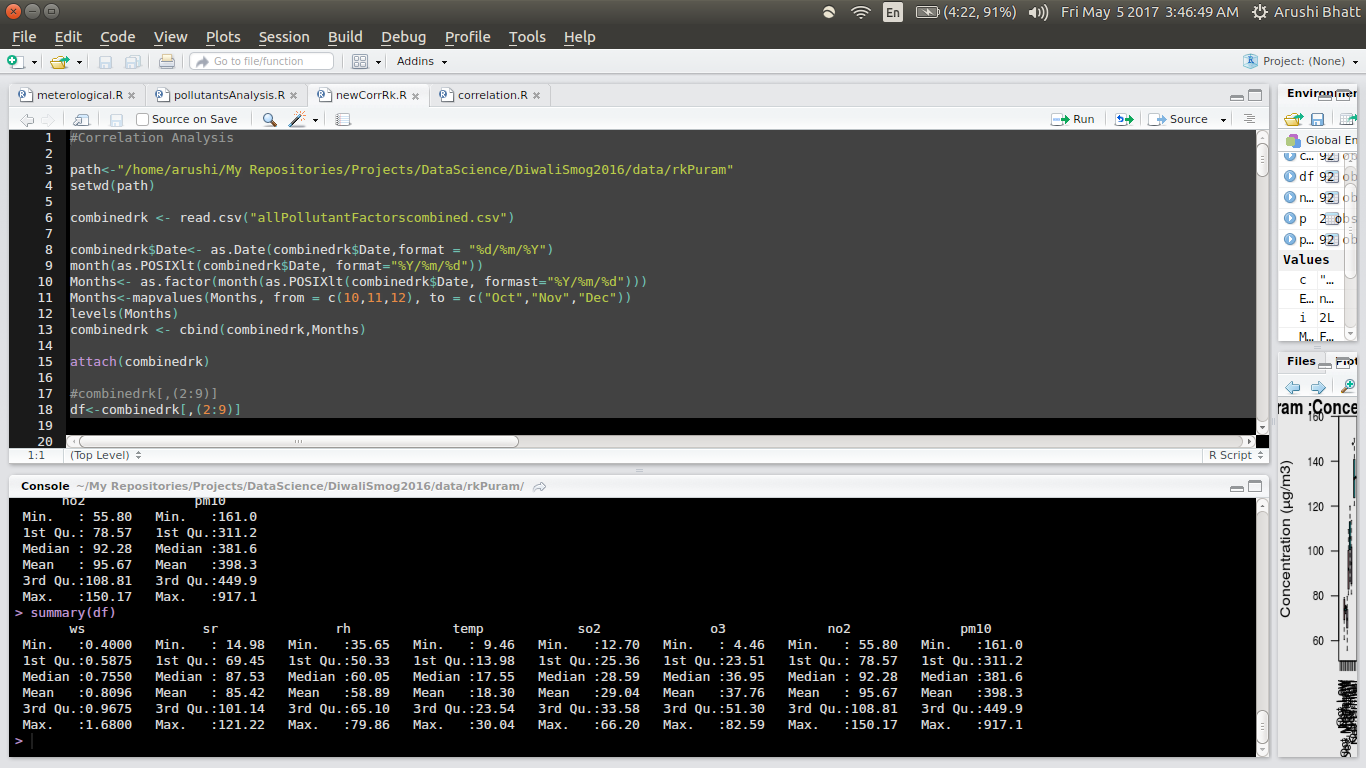 En (4:22, 91%) Fri May 5 2017 3:46:49 AM Arushi Bhatt
File Edit Code View Plots Session Build Debug Profile Tools Help
Go to file/function Addins Project: (None)
meterological.R pollutantsAnalysis.R newCorrRk.R correlation.R
Source on Save Run Source
1 #Correlation Analysis
2
3 path<-"/home/arushi/My Repositories/Projects/DataScience/DiwaliSmog2016/data/rkPuram"
4 setwd(path)
5
6 combinedrk <- read.csv("allPollutantFactorscombined.csv")
7
8 combinedrk$Date<- as.Date(combinedrk$Date,format = "%d/%m/%Y")
9 month(as.POSIXlt(combinedrk$Date, format="%Y/%m/%d"))
10 Months<- as.factor(month(as.POSIXlt(combinedrk$Date, formast="%Y/%m/%d")))
11 Months<-mapvalues(Months, from = c(10,11,12), to = c("Oct","Nov","Dec"))
12 levels(Months)
13 combinedrk <- cbind(combinedrk,Months)
14
15 attach(combinedrk)
16
17 #combinedrk[,(2:9)]
18 df<-combinedrk[,(2:9)]
19
20
1:1 (Top Level) R Script
Console ~/My Repositories/Projects/DataScience/DiwaliSmog2016/data/rkPuram/
no2 pm10
Min. : 55.80 Min. :161.0
1st Qu.: 78.57 1st Qu.:311.2
Median : 92.28 Median :381.6
Mean : 95.67 Mean :398.3
3rd Qu.:108.81 3rd Qu.:449.9
Max. :150.17 Max. :917.1
> summary(df)
ws sr rh temp so2 o3 no2 pm10
Min. :0.4000 Min. : 14.98 Min. :35.65 Min. : 9.46 Min. :12.70 Min. : 4.46 Min. : 55.80 Min. :161.0
1st Qu.:0.5875 1st Qu.: 69.45 1st Qu.:50.33 1st Qu.:13.98 1st Qu.:25.36 1st Qu.:23.51 1st Qu.: 78.57 1st Qu.:311.2
Median :0.7550 Median : 87.53 Median :60.05 Median :17.55 Median :28.59 Median :36.95 Median : 92.28 Median :381.6
Mean :0.8096 Mean : 85.42 Mean :58.89 Mean :18.30 Mean :29.04 Mean :37.76 Mean : 95.67 Mean :398.3
3rd Qu.:0.9675 3rd Qu.:101.14 3rd Qu.:65.10 3rd Qu.:23.54 3rd Qu.:33.58 3rd Qu.:51.30 3rd Qu.:108.81 3rd Qu.:449.9
Max. :1.6800 Max. :121.22 Max. :79.86 Max. :30.04 Max. :66.20 Max. :82.59 Max. :150.17 Max. :917.1
>
Environmen
Global En
c... 92 ob
df 92 ob
n... 92 ob
p 2 obs
p... 92 ob
Values
c "...
E... n...
i 2L
M... F...
Files Plot
ram :Conce
Concentration (µg/m3)
160
140
120
100
80
60